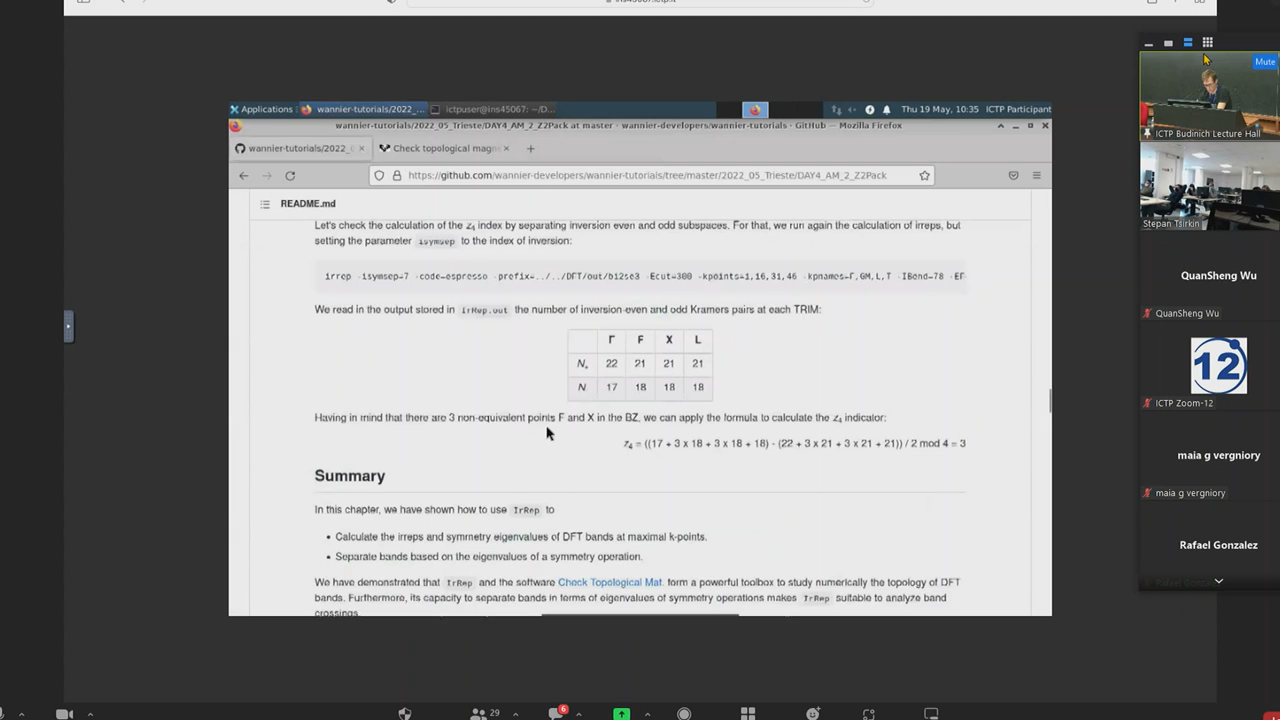 Applications
wannier-tutorials/2022_...
ictpuser@ins45067: ~/D...
Thu 19 May, 10:35
ICTP Participant
wannier-tutorials/2022_05_Trieste/DAY4_AM_2_Z2Pack at master · wannier-developers/wannier-tutorials · GitHub — Mozilla Firefox
wannier-tutorials/2022_0
Check topological magne
https://github.com/wannier-developers/wannier-tutorials/tree/master/2022_05_Trieste/DAY4_AM_2_Z2Pack
README.md
Let's check the calculation of the z₄ index by separating inversion even and odd subspaces. For that, we run again the calculation of irreps, but
setting the parameter isymsep to the index of inversion:
irrep -isymsep=7 -code=espresso -prefix=../../DFT/out/bi2se3 -Ecut=300 -kpoints=1,16,31,46 -kpnames=Γ,GM,L,T -IBend=78 -EF
We read in the output stored in IrRep.out the number of inversion-even and odd Kramers pairs at each TRIM:
Γ F X L
N₊ 22 21 21 21
N 17 18 18 18
Having in mind that there are 3 non-equivalent points F and X in the BZ, we can apply the formula to calculate the z₄ indicator:
z₄ = ((17 + 3 x 18 + 3 x 18 + 18) - (22 + 3 x 21 + 3 x 21 + 21)) / 2 mod 4 = 3
Summary
In this chapter, we have shown how to use IrRep to
• Calculate the irreps and symmetry eigenvalues of DFT bands at maximal k-points.
• Separate bands based on the eigenvalues of a symmetry operation.
We have demonstrated that IrRep and the software Check Topological Mat. form a powerful toolbox to study numerically the topology of DFT
bands. Furthermore, its capacity to separate bands in terms of eigenvalues of symmetry operations makes IrRep suitable to analyze band
crossings.
Mute
ICTP Budinich Lecture Hall
Stepan Tsirkin
QuanSheng Wu
QuanSheng Wu
12
ICTP Zoom-12
maia g vergniory
maia g vergniory
Rafael Gonzalez
29
6